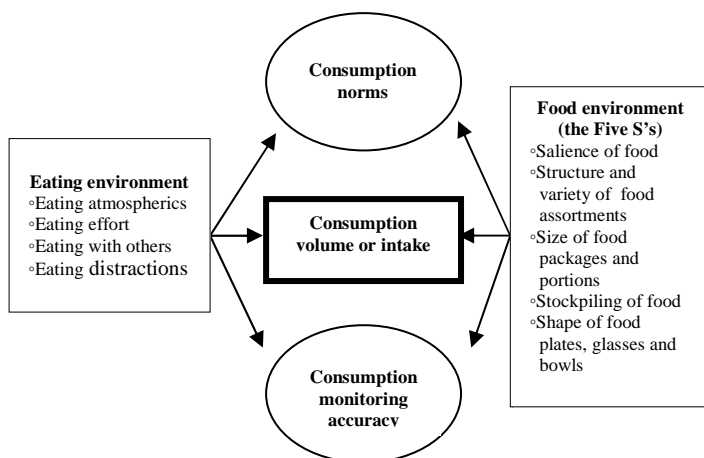 Consumption
norms
Eating environment
◦Eating atmospherics
◦Eating effort
◦Eating with others
◦Eating distractions
Consumption
volume or intake
Food environment
(the Five S's)
◦Salience of food
◦Structure and
variety of food
assortments
◦Size of food
packages and
portions
◦Stockpiling of food
◦Shape of food
plates, glasses and
bowls
Consumption
monitoring
accuracy